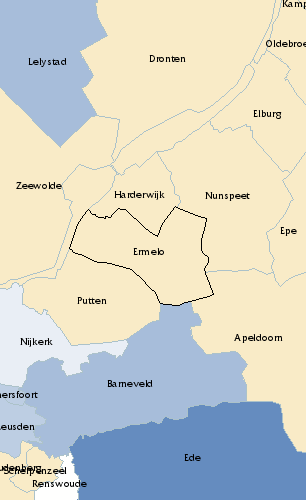 Kamp
Oldebroe
Dronten
Lelystad
Elburg
Zeewolde
Harderwijk
Nunspeet
Epe
Ermelo
Putten
Apeldoorn
Nijkerk
Barneveld
ersfoort
eusden
Ede
udenberg
Scherpenzeel
Renswoude